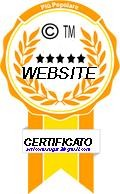 Più Popolare
© TM
WEBSITE
CERTIFICATO